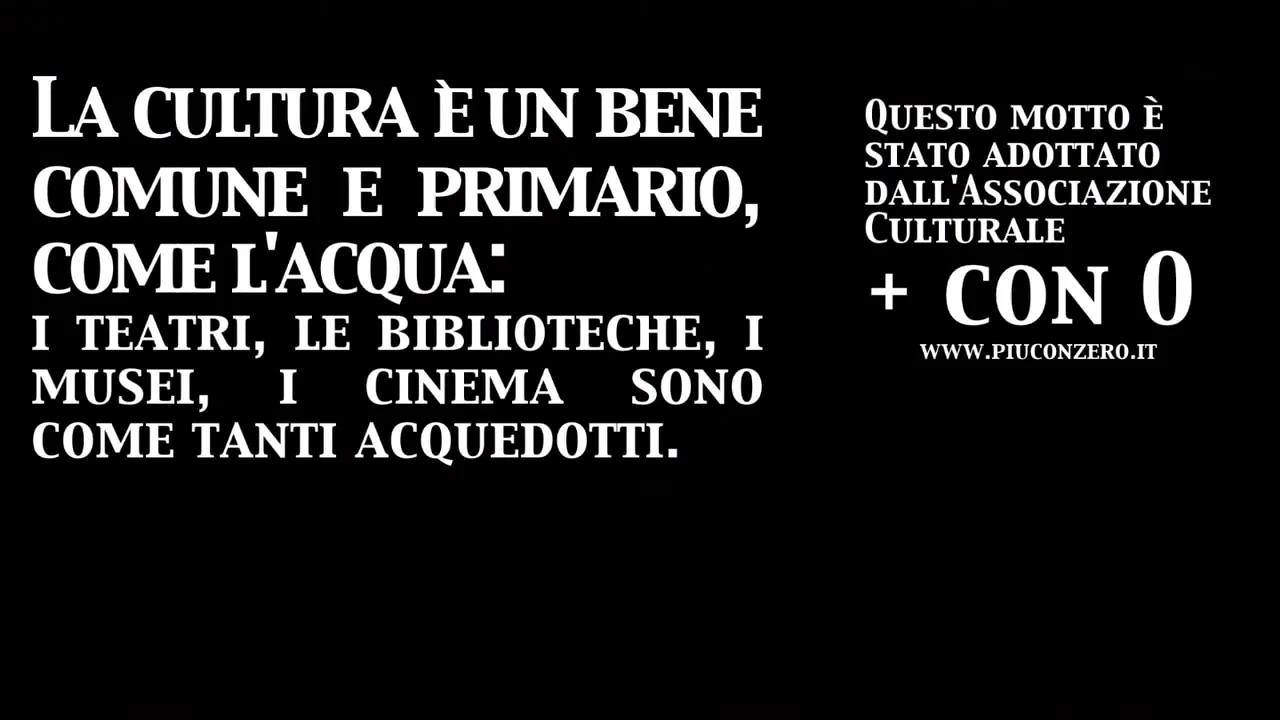 La cultura è un bene
comune e primario,
come l'acqua:
i teatri, le biblioteche, i
musei, i cinema sono
come tanti acquedotti.
Questo motto è
stato adottato
dall'Associazione
Culturale
+ con 0
www.piuconzero.it